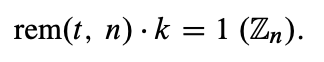 rem(t, n) · k = 1 (ℤₙ).